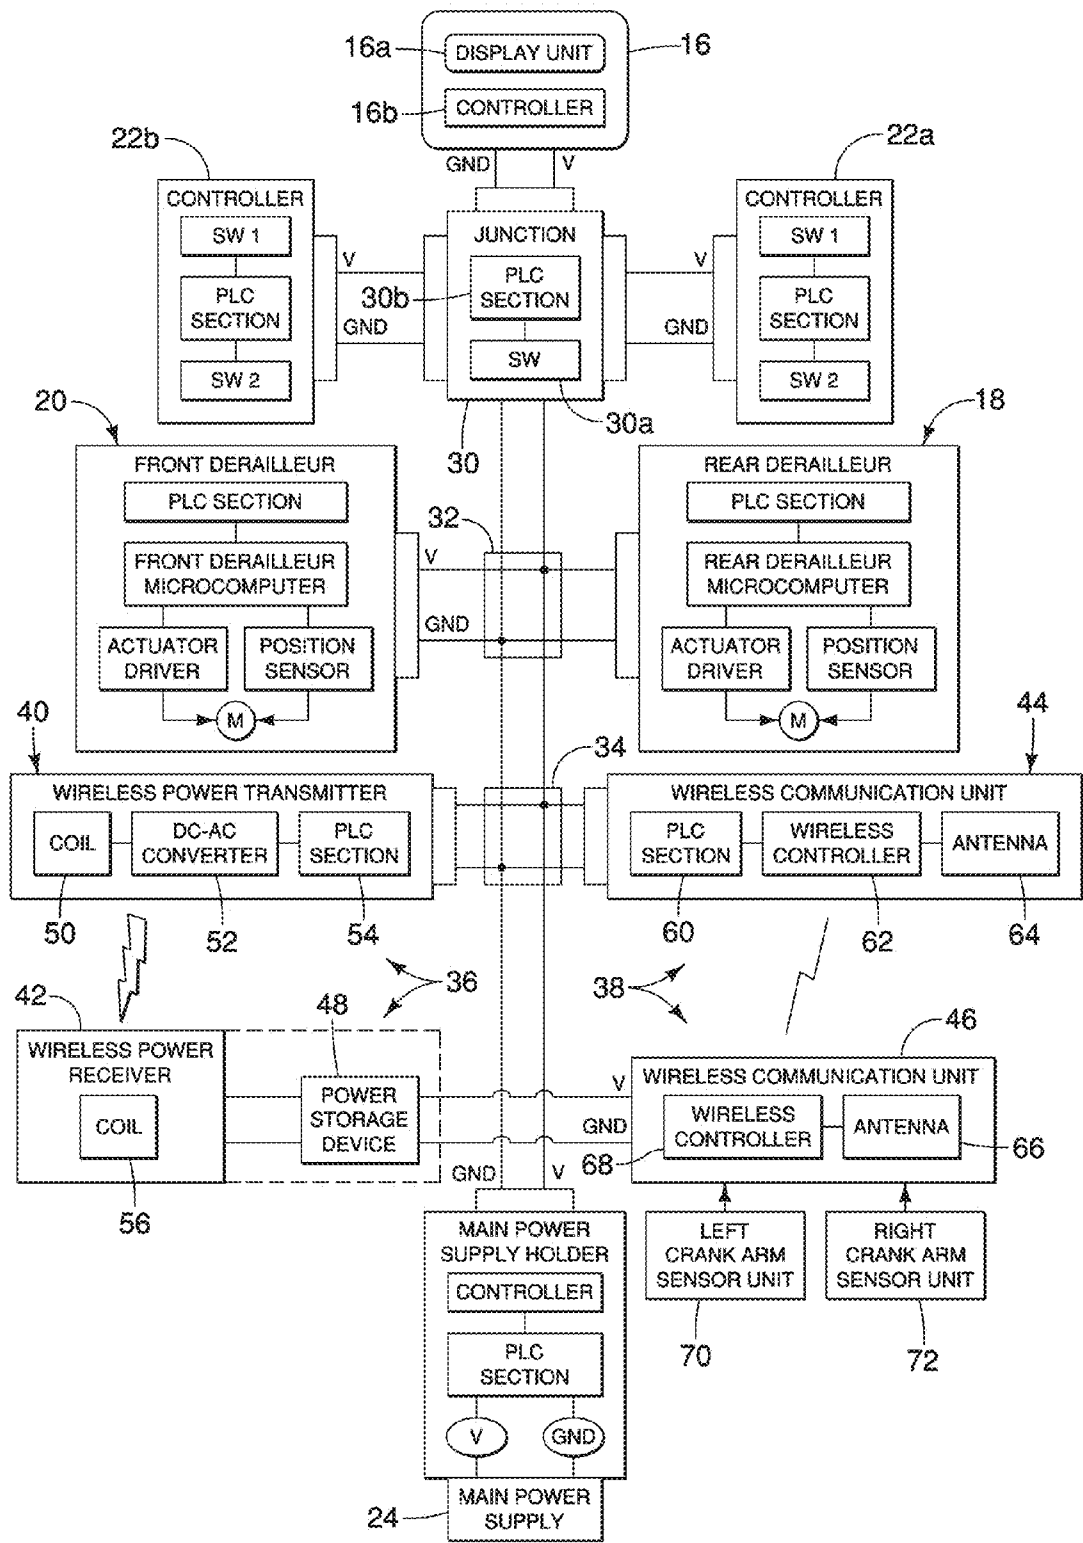 16a
DISPLAY UNIT
16
16b
CONTROLLER
GND
V
22b
22a
CONTROLLER
SW 1
PLC
SECTION
SW 2
V
GND
JUNCTION
PLC
SECTION
30b
SW
30a
30
V
GND
CONTROLLER
SW 1
PLC
SECTION
SW 2
20
FRONT DERAILLEUR
PLC SECTION
FRONT DERAILLEUR
MICROCOMPUTER
ACTUATOR
DRIVER
POSITION
SENSOR
M
32
V
GND
18
REAR DERAILLEUR
PLC SECTION
REAR DERAILLEUR
MICROCOMPUTER
ACTUATOR
DRIVER
POSITION
SENSOR
M
40
WIRELESS POWER TRANSMITTER
COIL
DC-AC
CONVERTER
PLC
SECTION
50
52
54
34
44
WIRELESS COMMUNICATION UNIT
PLC
SECTION
WIRELESS
CONTROLLER
ANTENNA
60
62
64
36
38
42
WIRELESS POWER
RECEIVER
COIL
56
48
POWER
STORAGE
DEVICE
V
GND
46
WIRELESS COMMUNICATION UNIT
WIRELESS
CONTROLLER
ANTENNA
68
66
GND
V
LEFT
CRANK ARM
SENSOR UNIT
70
RIGHT
CRANK ARM
SENSOR UNIT
72
MAIN POWER
SUPPLY HOLDER
CONTROLLER
PLC
SECTION
V
GND
24
MAIN POWER
SUPPLY